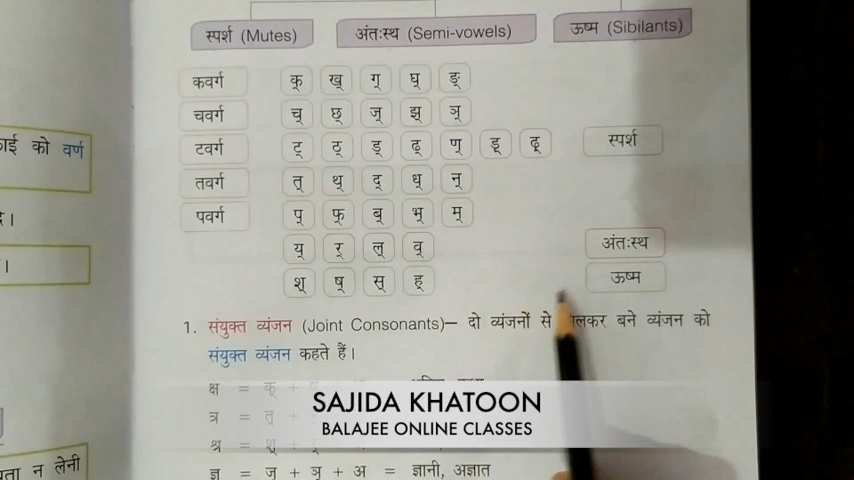 स्पर्श (Mutes) अंतःस्थ (Semi-vowels) ऊष्म (Sibilants)
कवर्ग क् ख् ग् घ् ङ्
चवर्ग च् छ् ज् झ् ञ्
टवर्ग ट् ठ् ड् ढ् ण् ड़् ढ़् स्पर्श
तवर्ग त् थ् द् ध् न्
पवर्ग प् फ् ब् भ् म्
य् र् ल् व् अंतःस्थ
श् ष् स् ह् ऊष्म
को वर्ण
1. संयुक्त व्यंजन (Joint Consonants)— दो व्यंजनों से बने व्यंजन को
संयुक्त व्यंजन कहते हैं।
क्ष = क् +
त्र = त् +
श्र = श् +
ज्ञ = ज् + ञ् + अ = ज्ञानी, अज्ञात
न लेनी
SAJIDA KHATOON
BALAJEE ONLINE CLASSES